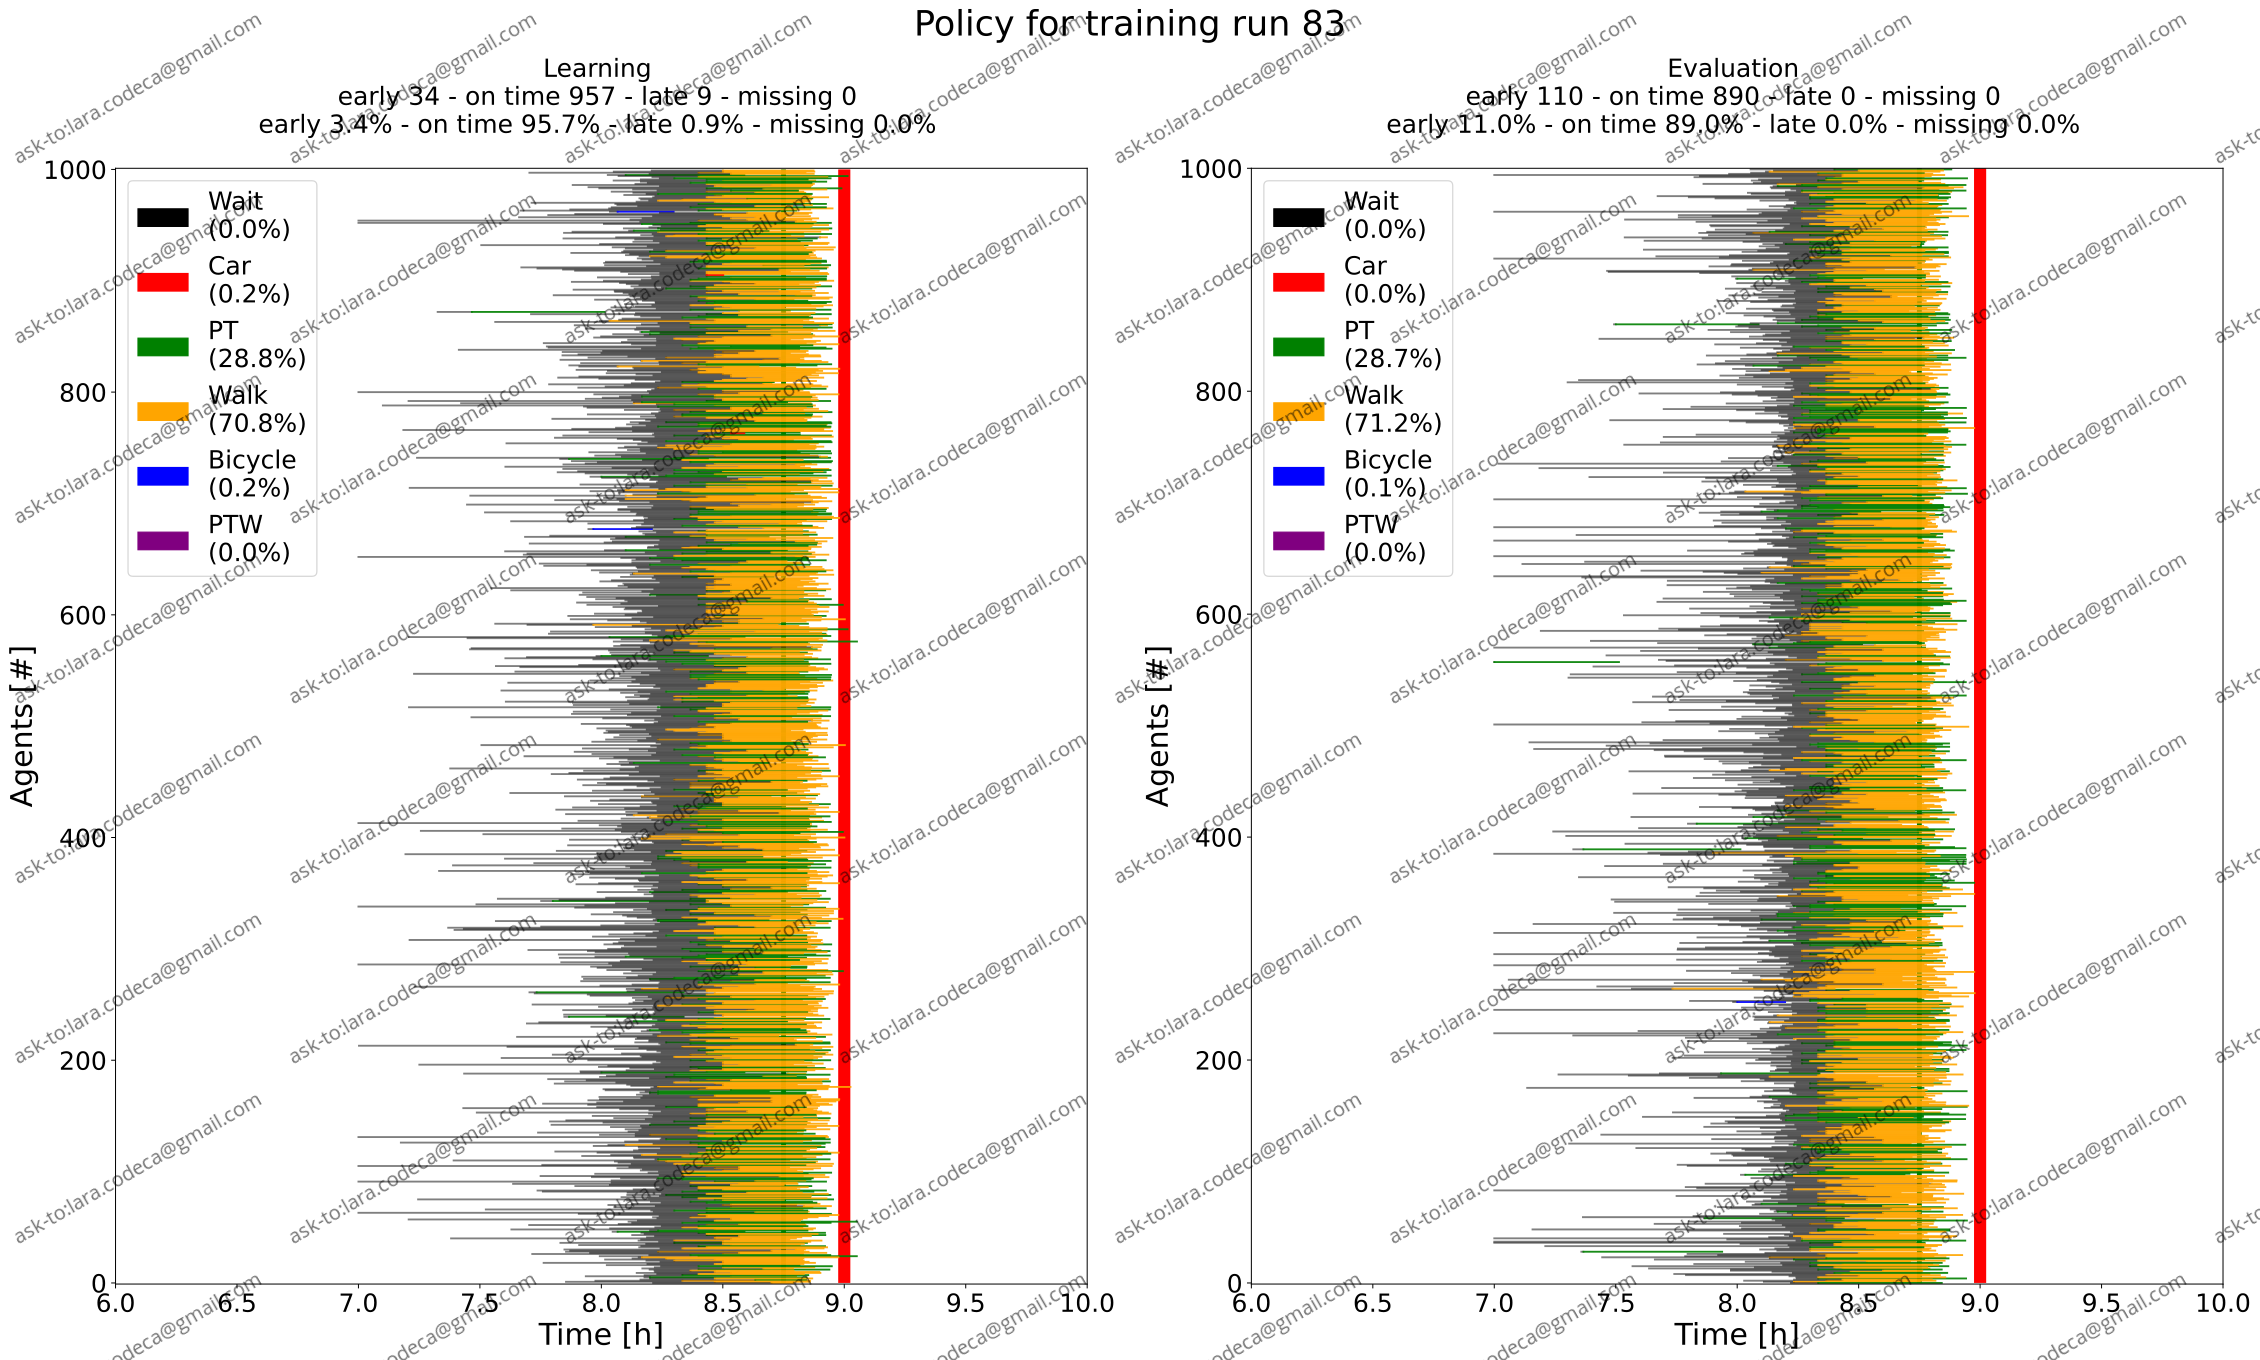 Policy for training run 83
Learning
early 34 - on time 957 - late 9 - missing 0
early 3.4% - on time 95.7% - late 0.9% - missing 0.0%
1000
800
600
400
200
0
Agents [#]
Wait
(0.0%)
Car
(0.2%)
PT
(28.8%)
Walk
(70.8%)
Bicycle
(0.2%)
PTW
(0.0%)
6.0 6.5 7.0 7.5 8.0 8.5 9.0 9.5 10.0
Time [h]
Evaluation
early 110 - on time 890 - late 0 - missing 0
early 11.0% - on time 89.0% - late 0.0% - missing 0.0%
1000
800
600
400
200
0
Agents [#]
Wait
(0.0%)
Car
(0.0%)
PT
(28.7%)
Walk
(71.2%)
Bicycle
(0.1%)
PTW
(0.0%)
6.0 6.5 7.0 7.5 8.0 8.5 9.0 9.5 10.0
Time [h]
ask-to:lara.codeca@gmail.com